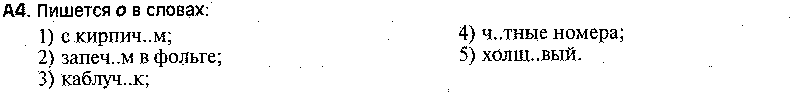 А4. Пишется о в словах:
1) с кирпич..м;
2) запеч..м в фольге;
3) каблуч..к;
4) ч..тные номера;
5) холщ..вый.